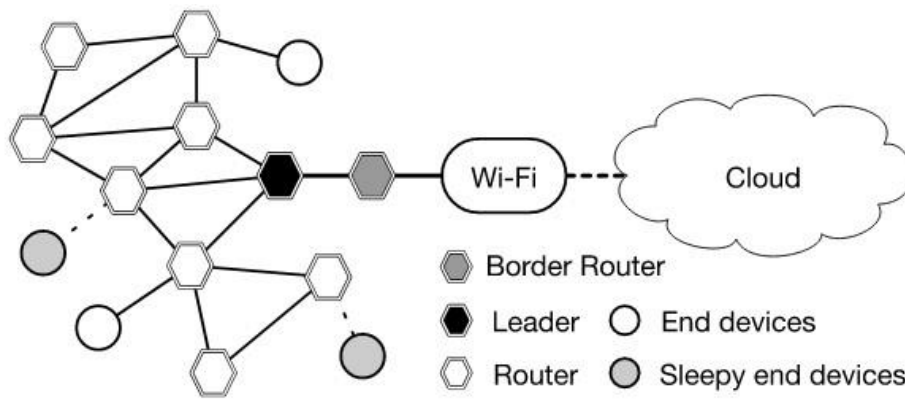 Wi-Fi
Cloud
Border Router
Leader
End devices
Router
Sleepy end devices